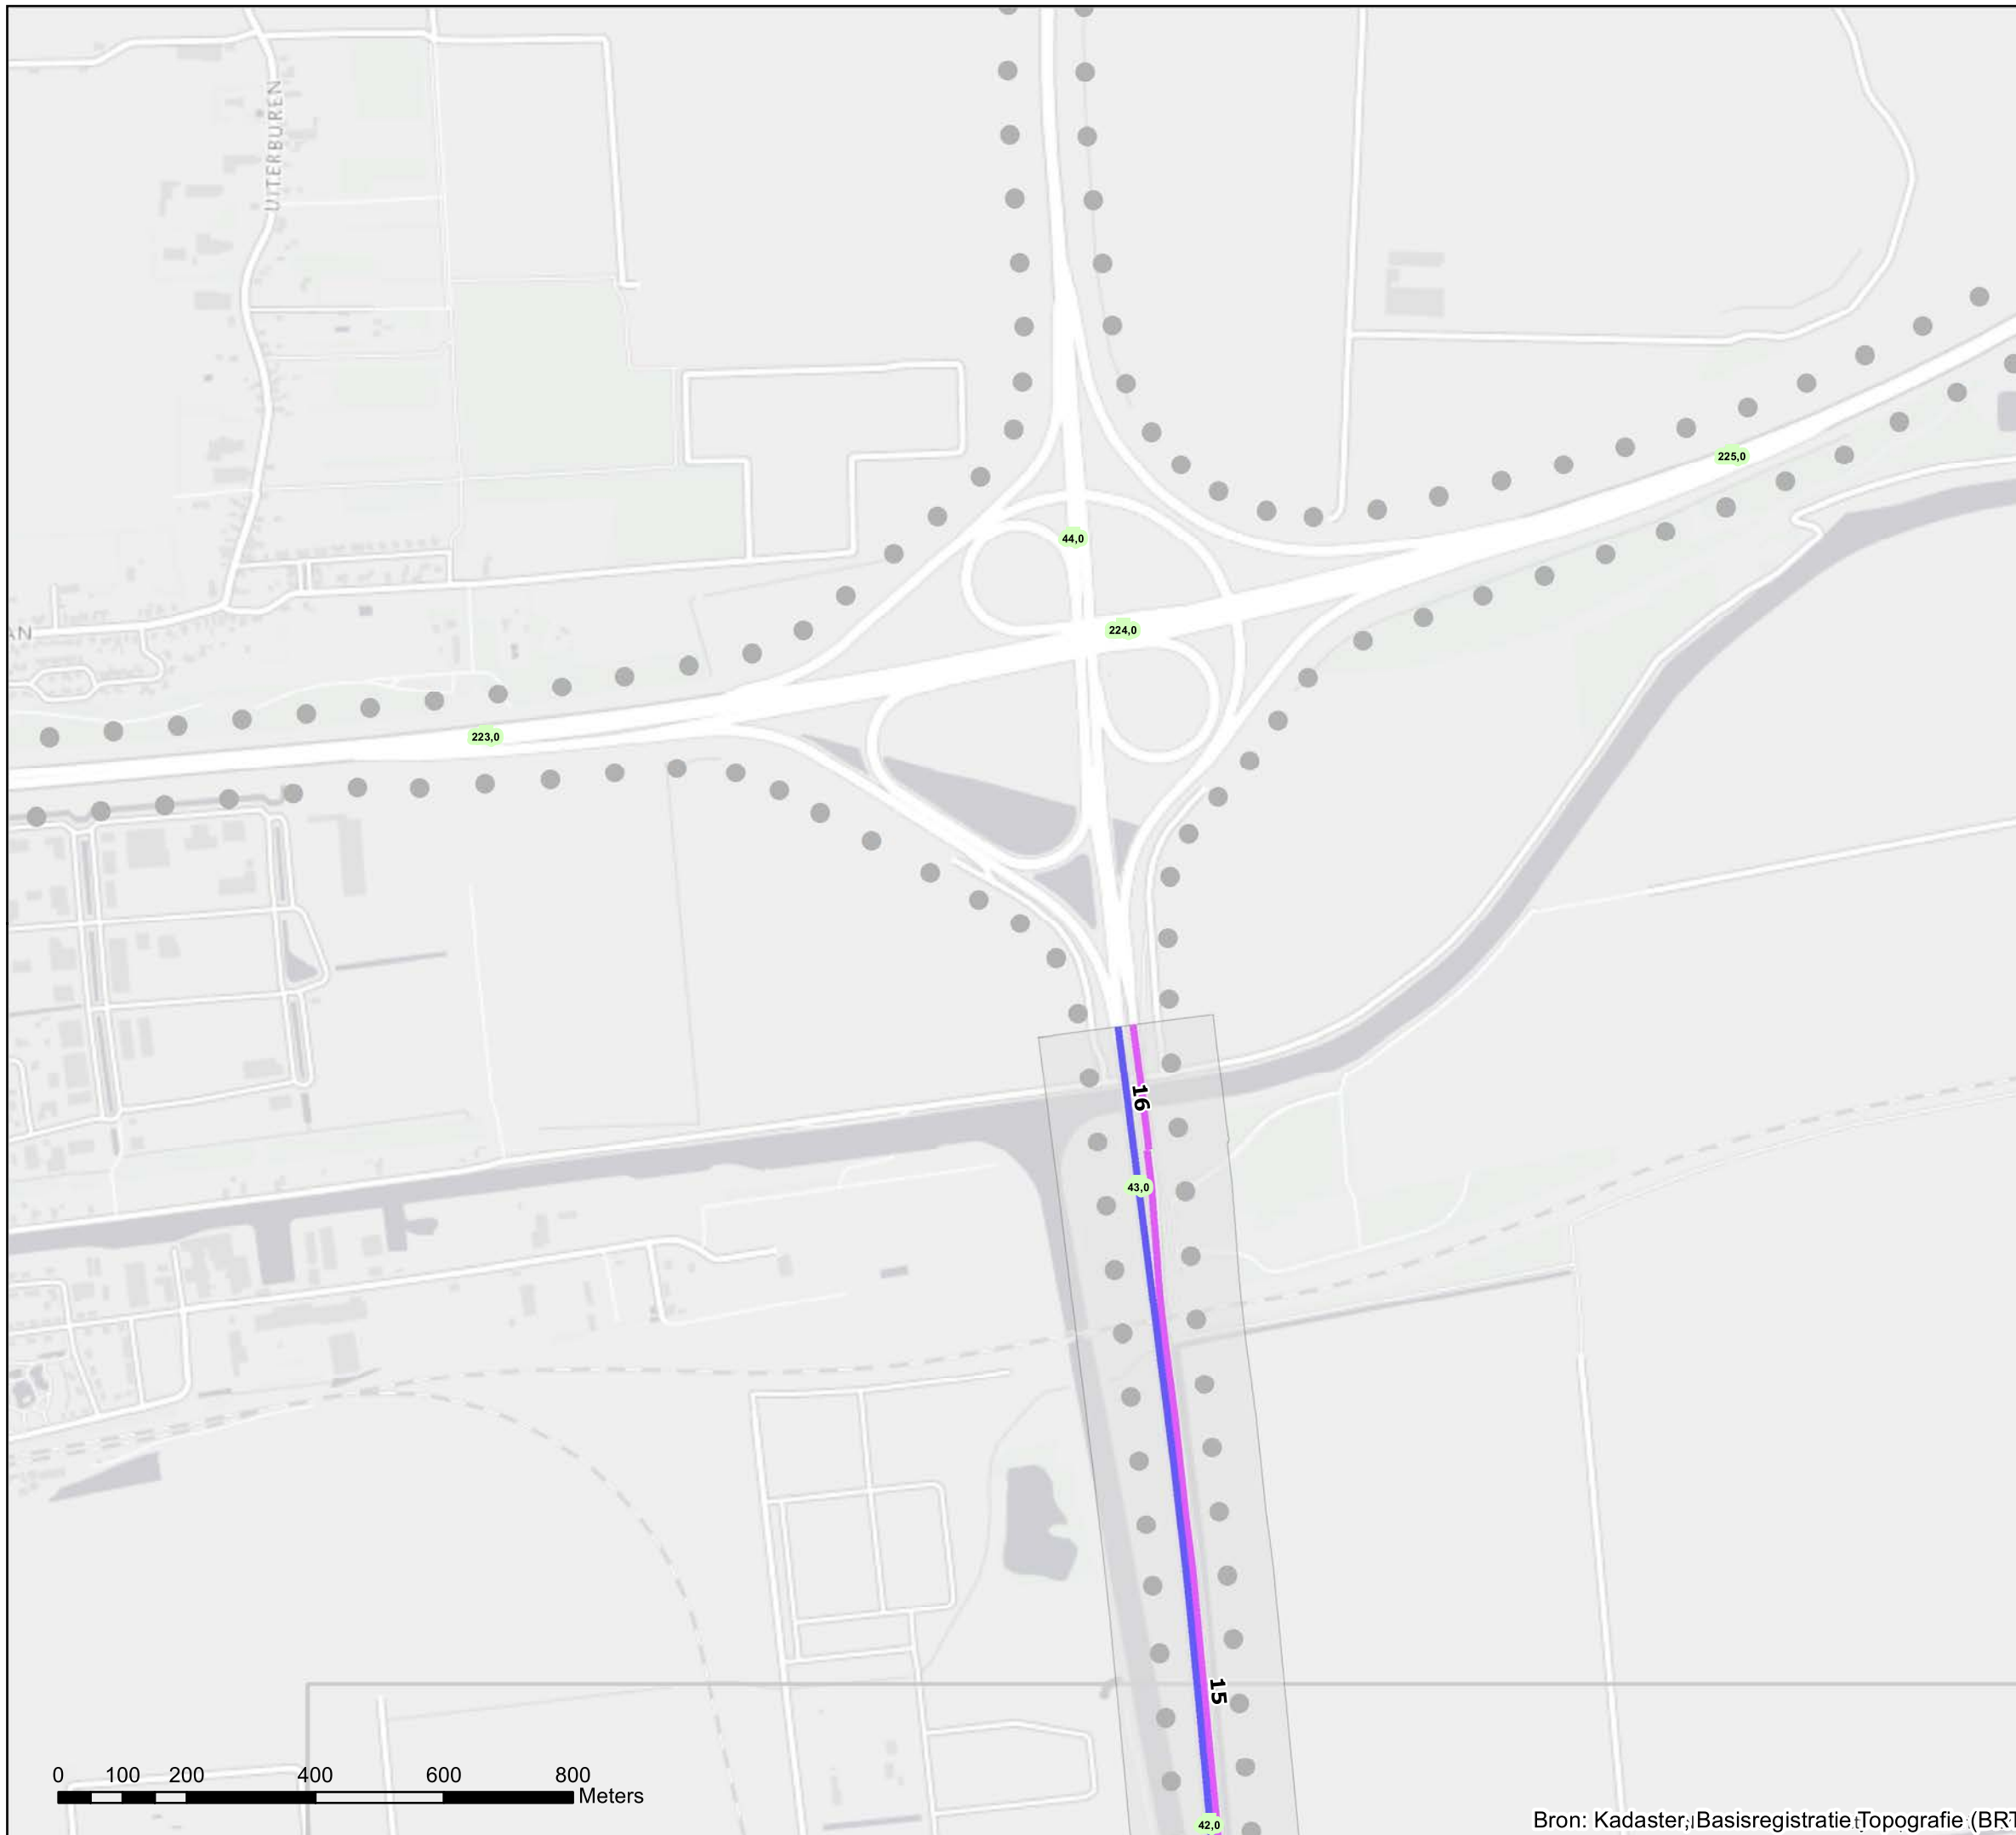 UITERBUREN
225,0
44,0
224,0
AN
223,0
16
43,0
15
0 100 200 400 600 800
Meters
42,0
Bron: Kadaster, Basisregistratie Topografie (BRT